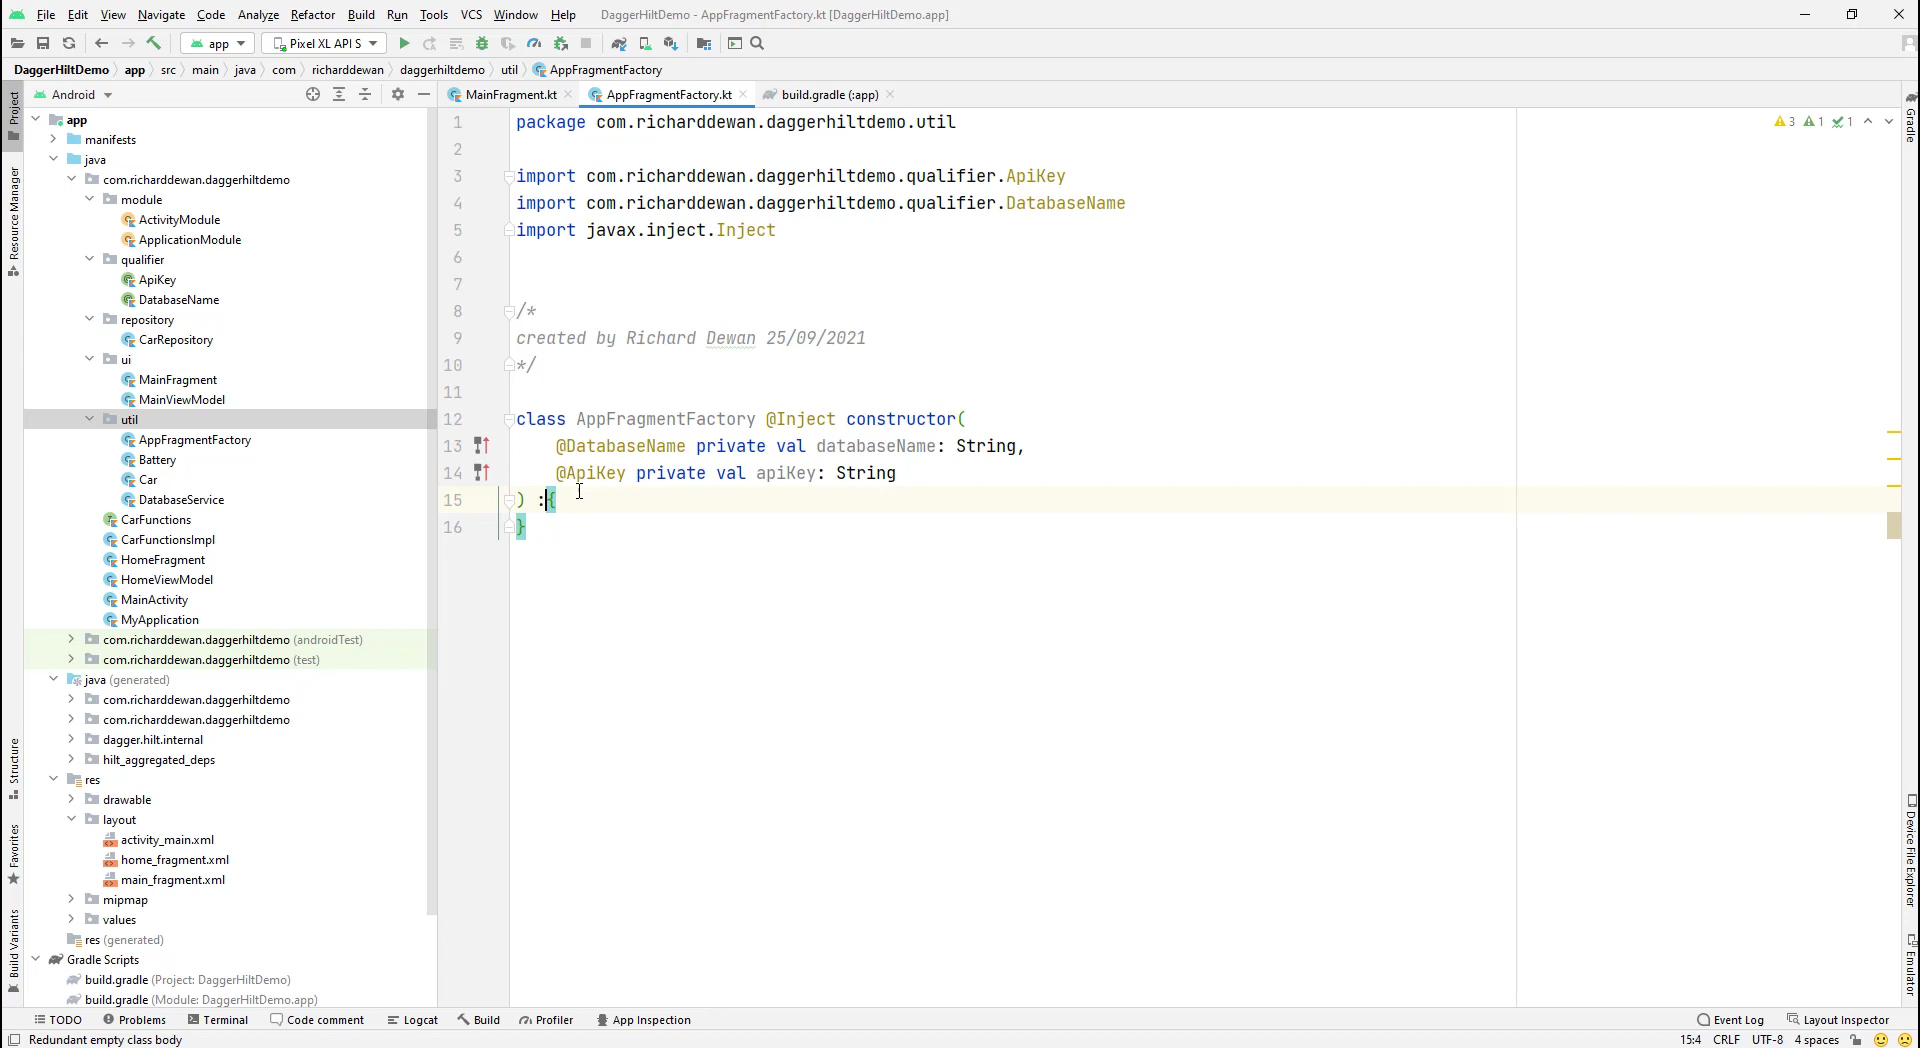 File Edit View Navigate Code Analyze Refactor Build Run Tools VCS Window Help DaggerHiltDemo - AppFragmentFactory.kt [DaggerHiltDemo.app]
app Pixel XL API S
DaggerHiltDemo app src main java com richarddewan daggerhiltdemo util AppFragmentFactory
Android
MainFragment.kt AppFragmentFactory.kt build.gradle (:app)
Project
Resource Manager
Structure
Favorites
Build Variants
app
manifests
java
com.richarddewan.daggerhiltdemo
module
ActivityModule
ApplicationModule
qualifier
ApiKey
DatabaseName
repository
CarRepository
ui
MainFragment
MainViewModel
util
AppFragmentFactory
Battery
Car
DatabaseService
CarFunctions
CarFunctionsImpl
HomeFragment
HomeViewModel
MainActivity
MyApplication
com.richarddewan.daggerhiltdemo (androidTest)
com.richarddewan.daggerhiltdemo (test)
java (generated)
com.richarddewan.daggerhiltdemo
com.richarddewan.daggerhiltdemo
dagger.hilt.internal
hilt_aggregated_deps
res
drawable
layout
activity_main.xml
home_fragment.xml
main_fragment.xml
mipmap
values
res (generated)
Gradle Scripts
build.gradle (Project: DaggerHiltDemo)
build.gradle (Module: DaggerHiltDemo.app)
1 package com.richarddewan.daggerhiltdemo.util
2
3 import com.richarddewan.daggerhiltdemo.qualifier.ApiKey
4 import com.richarddewan.daggerhiltdemo.qualifier.DatabaseName
5 import javax.inject.Inject
6
7
8 /*
9 created by Richard Dewan 25/09/2021
10 */
11
12 class AppFragmentFactory @Inject constructor(
13 @DatabaseName private val databaseName: String,
14 @ApiKey private val apiKey: String
15 ) :{
16 }
3 1 1
Gradle
Device File Explorer
Emulator
TODO Problems Terminal Code comment Logcat Build Profiler App Inspection Event Log Layout Inspector
Redundant empty class body 15:4 CRLF UTF-8 4 spaces